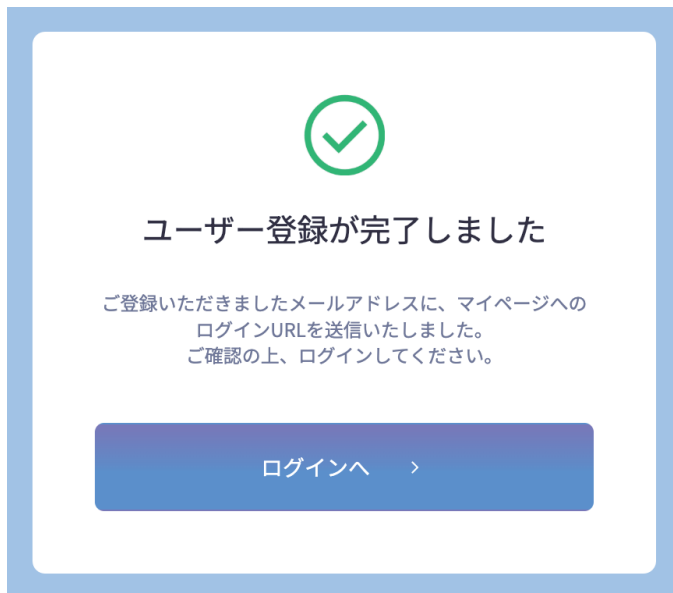 ユーザー登録が完了しました
ご登録いただきましたメールアドレスに、マイページへの
ログインURLを送信いたしました。
ご確認の上、ログインしてください。
ログインへ